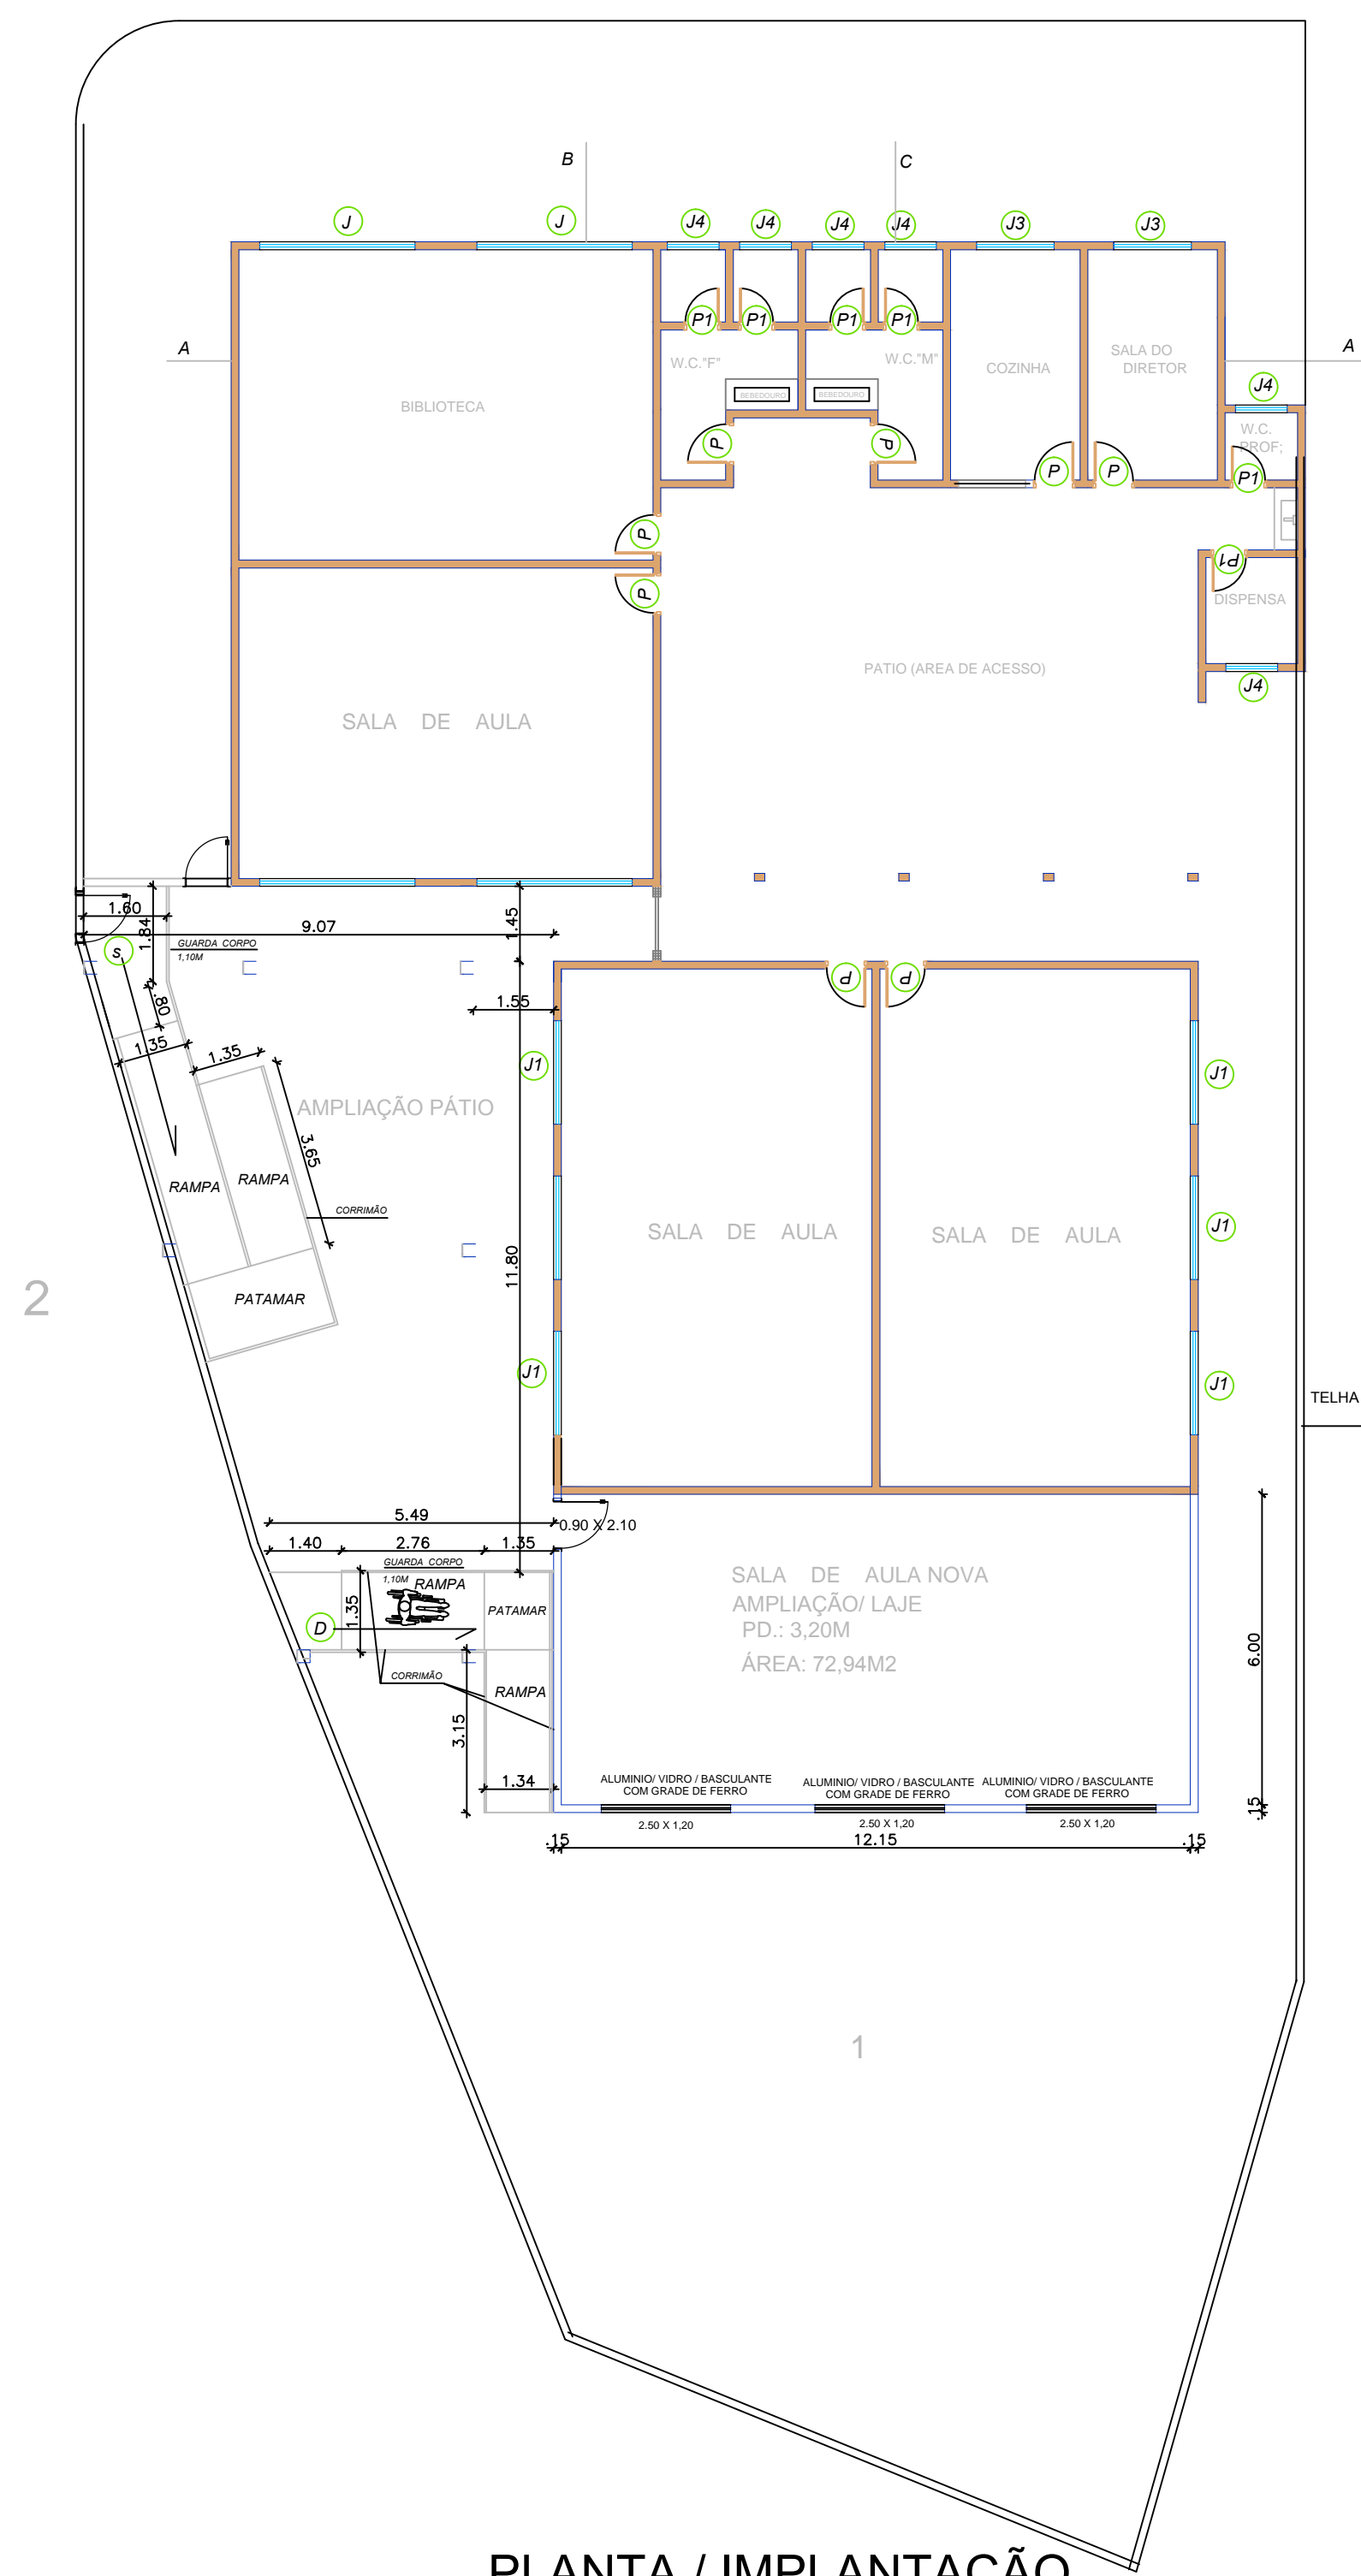 B
C
J
J
J4
J4
J4
J4
J3
J3
P1
P1
P1
P1
A
A
W.C."F"
W.C."M"
COZINHA
SALA DO
DIRETOR
J4
BIBLIOTECA
BEBEDOURO
BEBEDOURO
W.C.
PROF;
P
P
P
P
P1
P
P
P1
DISPENSA
PATIO (AREA DE ACESSO)
J4
SALA DE AULA
1.60
1.84
9.07
1.45
GUARDA CORPO
1,10M
S
.80
1.55
P
P
1.35
1.35
J1
J1
AMPLIAÇÃO PÁTIO
3.65
RAMPA
RAMPA
CORRIMÃO
SALA DE AULA
SALA DE AULA
J1
11.80
2
PATAMAR
J1
J1
TELHA
5.49
0.90 X 2.10
1.40
2.76
1.35
GUARDA CORPO
1,10M
RAMPA
1.35
PATAMAR
D
SALA DE AULA NOVA
AMPLIAÇÃO/ LAJE
PD.: 3,20M
ÁREA: 72,94M2
6.00
CORRIMÃO
RAMPA
3.15
1.34
ALUMINIO/ VIDRO / BASCULANTE
COM GRADE DE FERRO
ALUMINIO/ VIDRO / BASCULANTE
COM GRADE DE FERRO
ALUMINIO/ VIDRO / BASCULANTE
COM GRADE DE FERRO
.15
2.50 X 1,20
2.50 X 1,20
2.50 X 1,20
.15
12.15
.15
1
PLANTA / IMPLANTAÇÃO